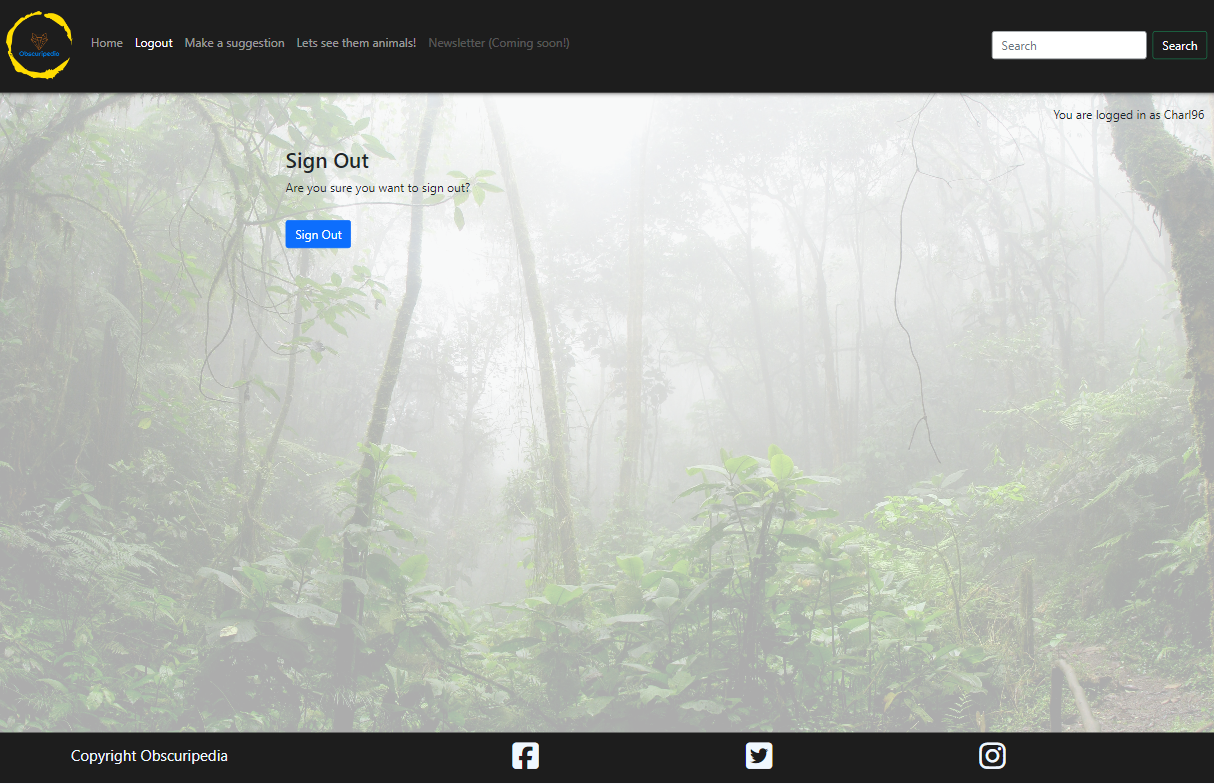 Obscuripedia
Home Logout Make a suggestion Lets see them animals! Newsletter (Coming soon!)
Search Search
You are logged in as Charl96
Sign Out
Are you sure you want to sign out?
Sign Out
Copyright Obscuripedia